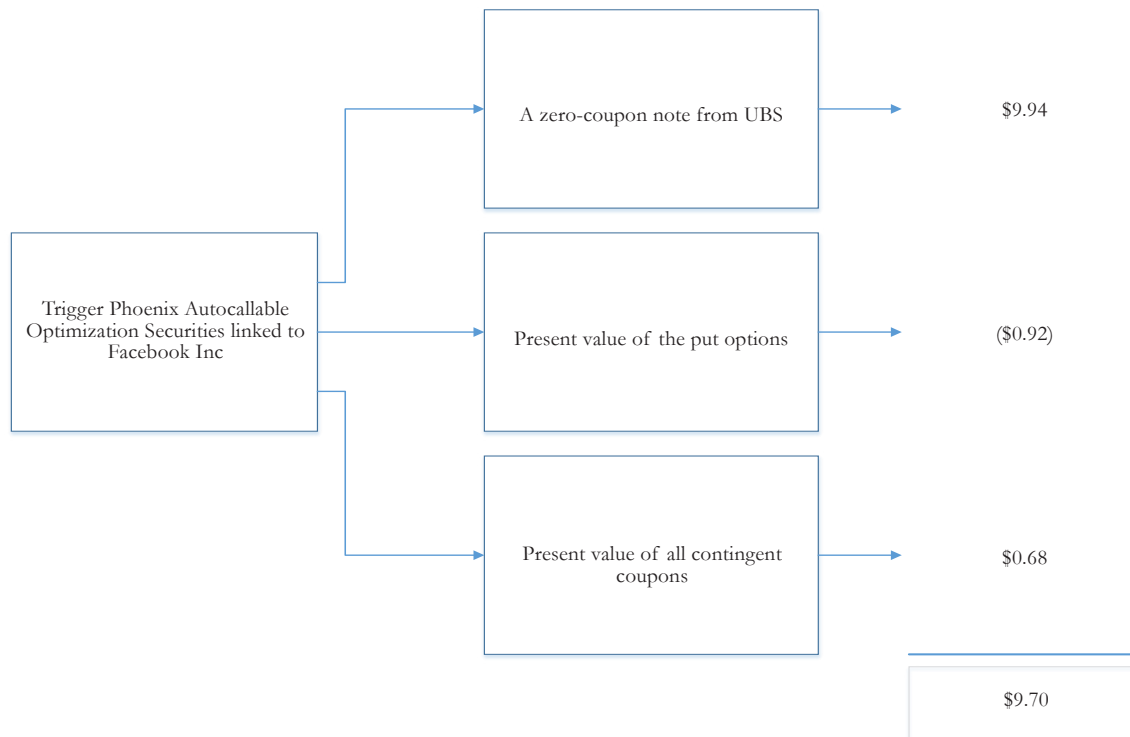 A zero-coupon note from UBS
$9.94
Trigger Phoenix Autocallable
Optimization Securities linked to
Facebook Inc
Present value of the put options
($0.92)
Present value of all contingent
coupons
$0.68
$9.70